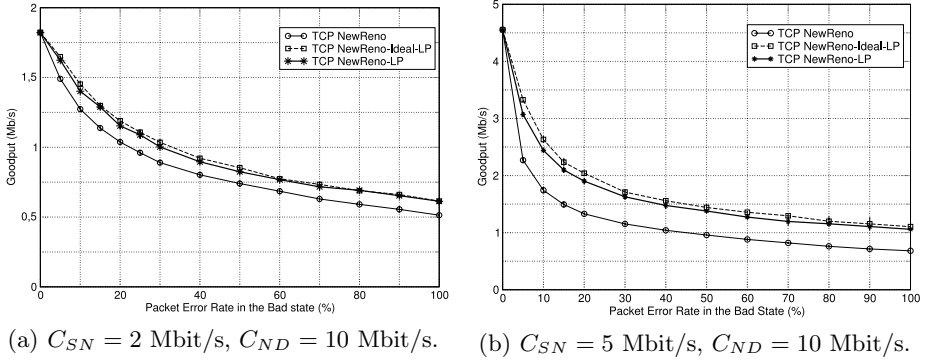 2
1,5
1
0,5
0
Goodput (Mb/s)
TCP NewReno
TCP NewReno-Ideal-LP
TCP NewReno-LP
0 20 40 60 80 100
Packet Error Rate in the Bad state (%)
(a) C_SN = 2 Mbit/s, C_ND = 10 Mbit/s.
5
4
3
2
1
0
Goodput (Mb/s)
TCP NewReno
TCP NewReno-Ideal-LP
TCP NewReno-LP
0 10 20 30 40 50 60 70 80 90 100
Packet Error Rate in the Bad state (%)
(b) C_SN = 5 Mbit/s, C_ND = 10 Mbit/s.